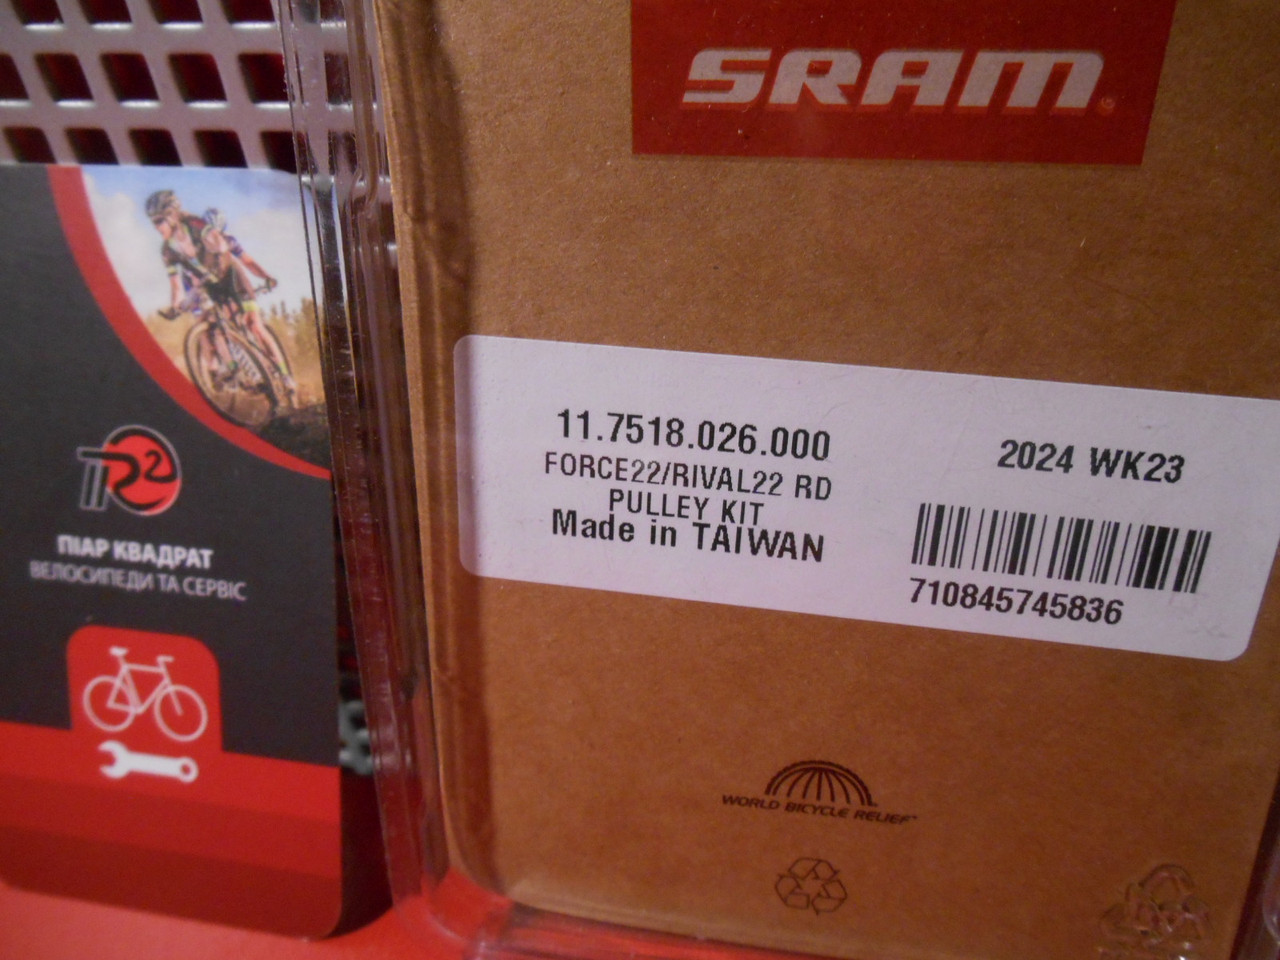 SRAM
11.7518.026.000
FORCE22/RIVAL22 RD
PULLEY KIT
Made in TAIWAN
2024 WK23
710845745836
WORLD BICYCLE RELIEF
ПR2
ПІАР КВАДРАТ
ВЕЛОСИПЕДИ ТА СЕРВІС